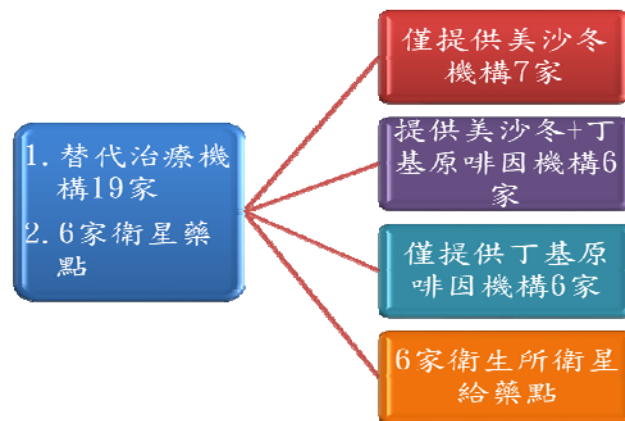 1. 替代治療機
構19家
2. 6家衛星藥
點
僅提供美沙冬
機構7家
提供美沙冬+丁
基原啡因機構6
家
僅提供丁基原
啡因機構6家
6家衛生所衛星
給藥點